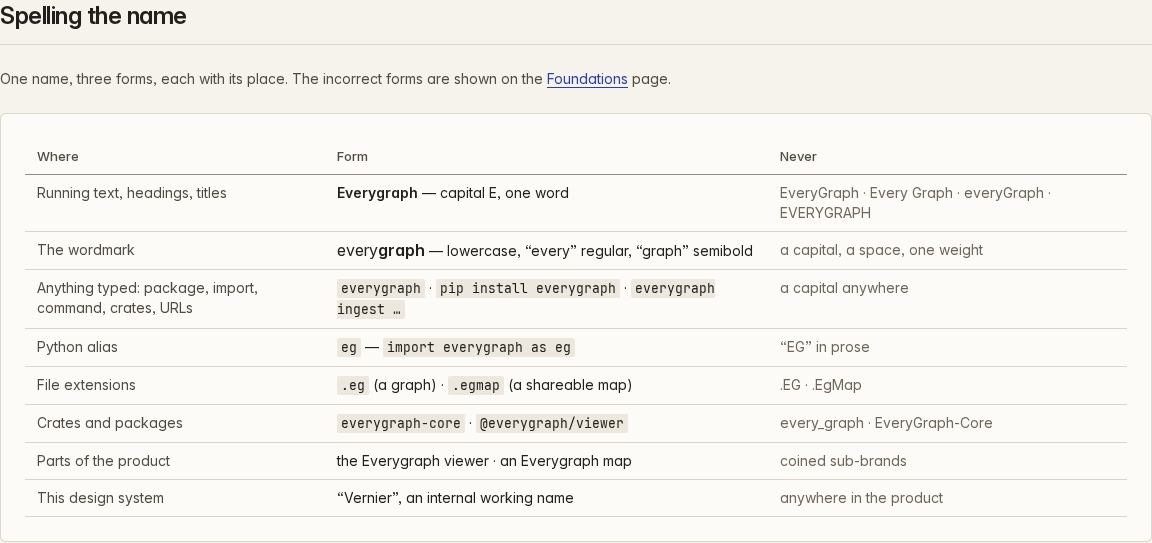 Spelling the name
One name, three forms, each with its place. The incorrect forms are shown on the Foundations page.
Where Form Never
Running text, headings, titles Everygraph — capital E, one word EveryGraph · Every Graph · everyGraph ·
EVERYGRAPH
The wordmark everygraph — lowercase, “every” regular, “graph” semibold a capital, a space, one weight
Anything typed: package, import, everygraph · pip install everygraph · everygraph a capital anywhere
command, crates, URLs ingest …
Python alias eg — import everygraph as eg “EG” in prose
File extensions .eg (a graph) · .egmap (a shareable map) .EG · .EgMap
Crates and packages everygraph-core · @everygraph/viewer every_graph · EveryGraph-Core
Parts of the product the Everygraph viewer · an Everygraph map coined sub-brands
This design system “Vernier”, an internal working name anywhere in the product